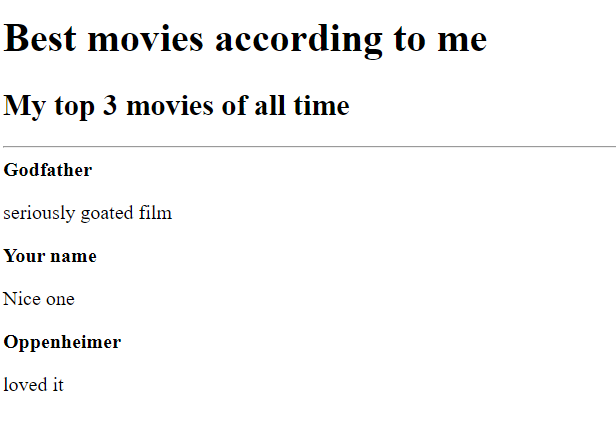 Best movies according to me
My top 3 movies of all time
Godfather
seriously goated film
Your name
Nice one
Oppenheimer
loved it